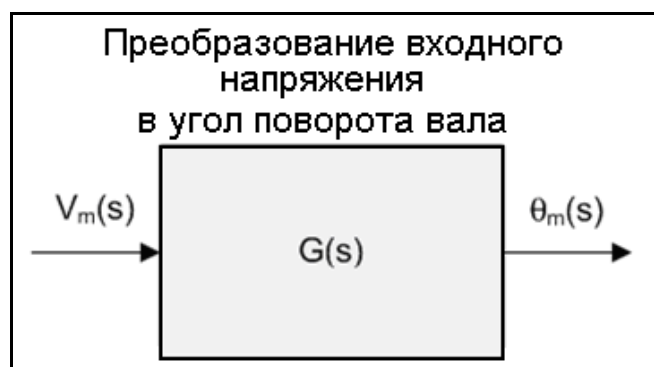 Преобразование входного
напряжения
в угол поворота вала
Vₘ(s)
G(s)
θₘ(s)